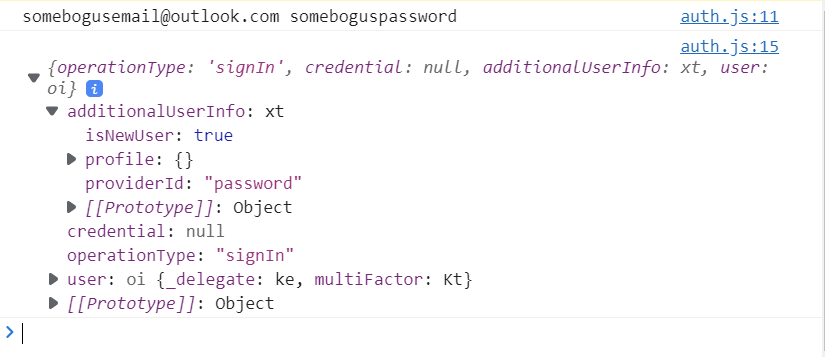 somebogusemail@outlook.com someboguspassword auth.js:11
auth.js:15
{operationType: 'signIn', credential: null, additionalUserInfo: xt, user:
oi} i
additionalUserInfo: xt
isNewUser: true
profile: {}
providerId: "password"
[[Prototype]]: Object
credential: null
operationType: "signIn"
user: oi {_delegate: ke, multiFactor: Kt}
[[Prototype]]: Object